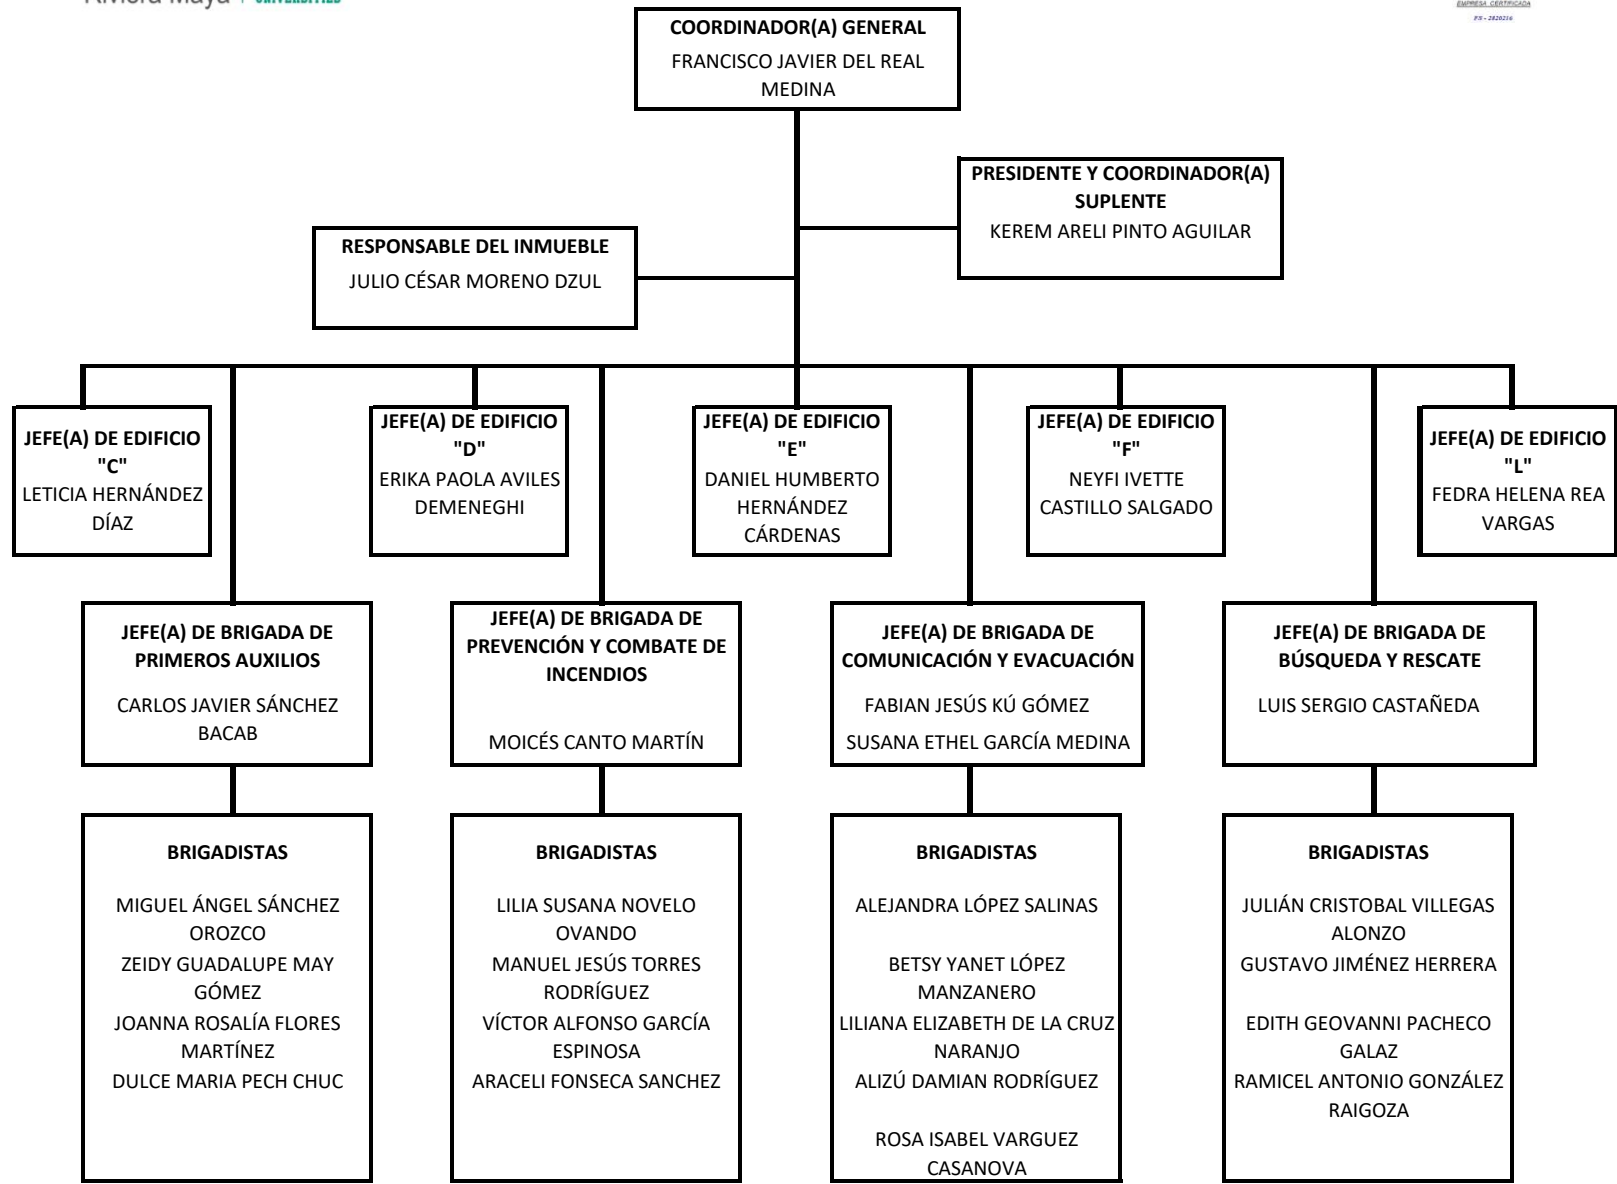 Riviera Maya
UNIVERSITIES
EMPRESA CERTIFICADA
FS - 2820216
COORDINADOR(A) GENERAL
FRANCISCO JAVIER DEL REAL
MEDINA
PRESIDENTE Y COORDINADOR(A)
SUPLENTE
KEREM ARELI PINTO AGUILAR
RESPONSABLE DEL INMUEBLE
JULIO CÉSAR MORENO DZUL
JEFE(A) DE EDIFICIO
"C"
LETICIA HERNÁNDEZ
DÍAZ
JEFE(A) DE EDIFICIO
"D"
ERIKA PAOLA AVILES
DEMENEGHI
JEFE(A) DE EDIFICIO
"E"
DANIEL HUMBERTO
HERNÁNDEZ
CÁRDENAS
JEFE(A) DE EDIFICIO
"F"
NEYFI IVETTE
CASTILLO SALGADO
JEFE(A) DE EDIFICIO
"L"
FEDRA HELENA REA
VARGAS
JEFE(A) DE BRIGADA DE
PRIMEROS AUXILIOS
CARLOS JAVIER SÁNCHEZ
BACAB
JEFE(A) DE BRIGADA DE
PREVENCIÓN Y COMBATE DE
INCENDIOS
MOICÉS CANTO MARTÍN
JEFE(A) DE BRIGADA DE
COMUNICACIÓN Y EVACUACIÓN
FABIAN JESÚS KÚ GÓMEZ
SUSANA ETHEL GARCÍA MEDINA
JEFE(A) DE BRIGADA DE
BÚSQUEDA Y RESCATE
LUIS SERGIO CASTAÑEDA
BRIGADISTAS
MIGUEL ÁNGEL SÁNCHEZ
OROZCO
ZEIDY GUADALUPE MAY
GÓMEZ
JOANNA ROSALÍA FLORES
MARTÍNEZ
DULCE MARIA PECH CHUC
BRIGADISTAS
LILIA SUSANA NOVELO
OVANDO
MANUEL JESÚS TORRES
RODRÍGUEZ
VÍCTOR ALFONSO GARCÍA
ESPINOSA
ARACELI FONSECA SANCHEZ
BRIGADISTAS
ALEJANDRA LÓPEZ SALINAS
BETSY YANET LÓPEZ
MANZANERO
LILIANA ELIZABETH DE LA CRUZ
NARANJO
ALIZÚ DAMIAN RODRÍGUEZ
ROSA ISABEL VARGUEZ
CASANOVA
BRIGADISTAS
JULIÁN CRISTOBAL VILLEGAS
ALONZO
GUSTAVO JIMÉNEZ HERRERA
EDITH GEOVANNI PACHECO
GALAZ
RAMICEL ANTONIO GONZÁLEZ
RAIGOZA